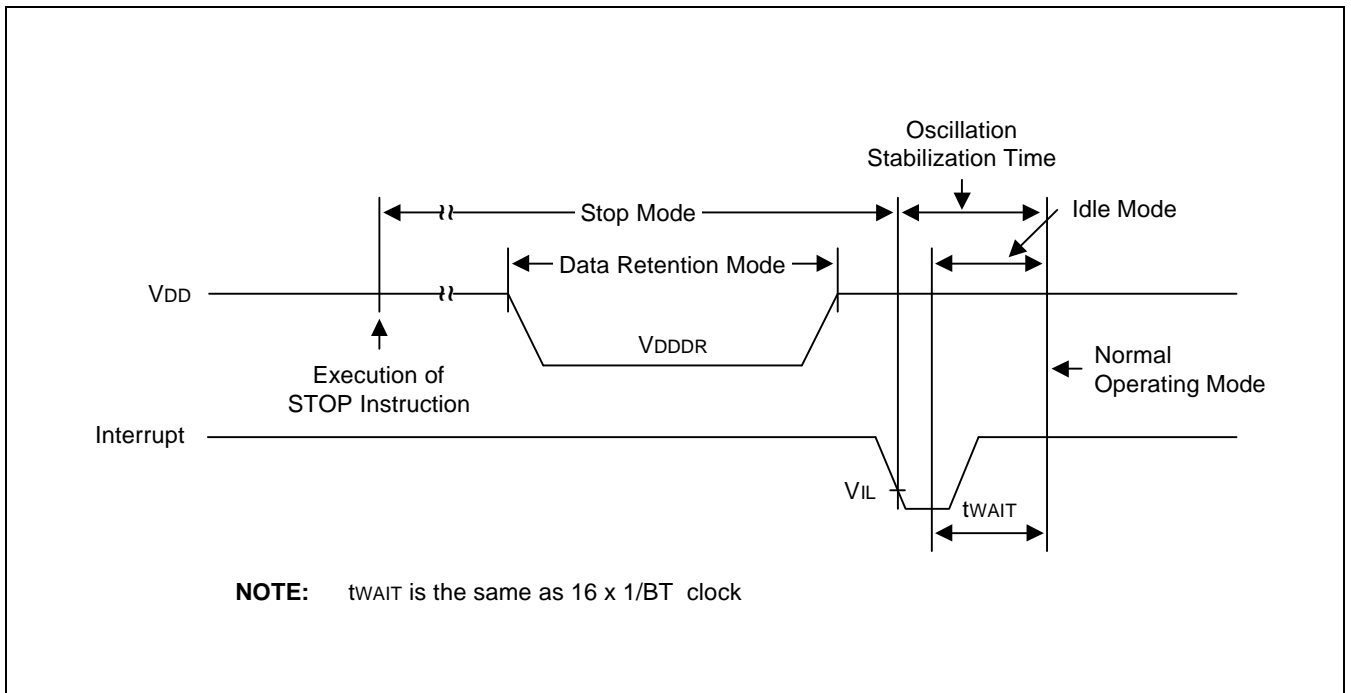 Oscillation
Stabilization Time
Idle Mode
Stop Mode
Data Retention Mode
VDD
VDDDR
Execution of
STOP Instruction
Normal
Operating Mode
Interrupt
VIL
tWAIT
NOTE: tWAIT is the same as 16 x 1/BT clock